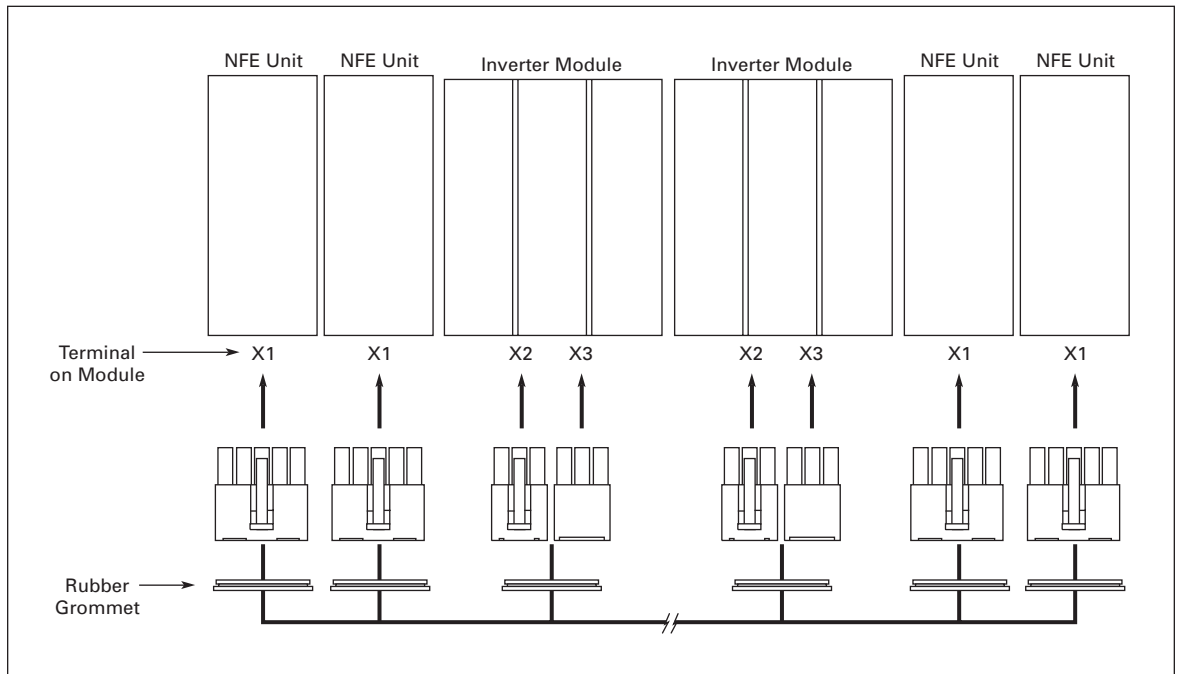 NFE Unit
NFE Unit
Inverter Module
Inverter Module
NFE Unit
NFE Unit
Terminal
on Module
X1
X1
X2
X3
X2
X3
X1
X1
Rubber
Grommet